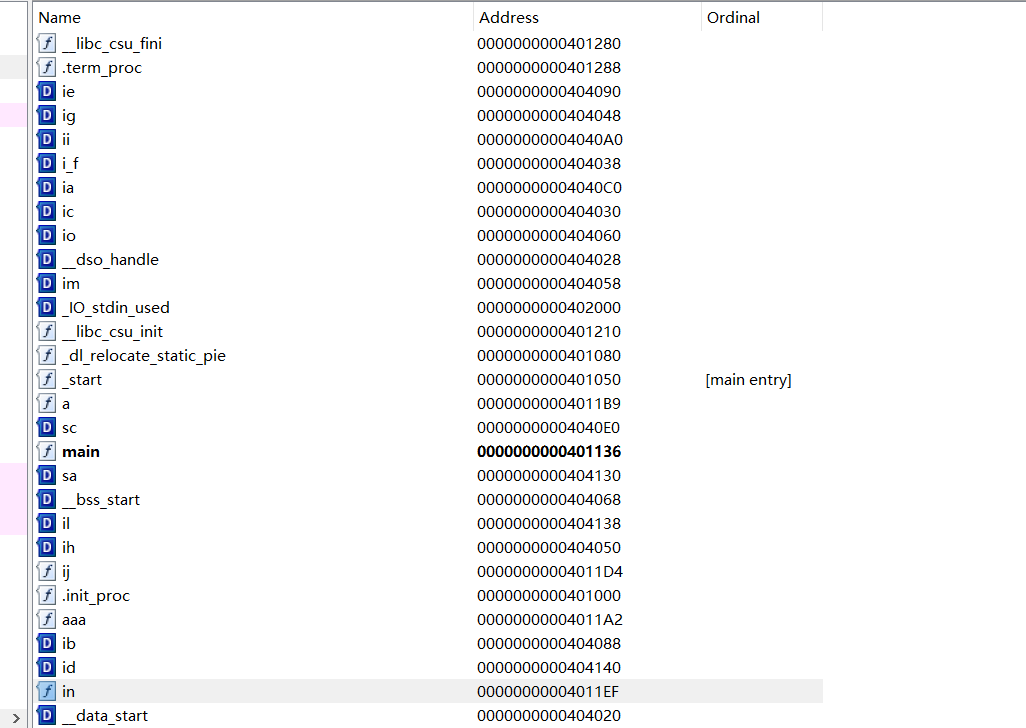 Name Address Ordinal
f __libc_csu_fini 0000000000401280
f .term_proc 0000000000401288
D ie 0000000000404090
D ig 0000000000404048
D ii 00000000004040A0
D i_f 0000000000404038
D ia 00000000004040C0
D ic 0000000000404030
D io 0000000000404060
D __dso_handle 0000000000404028
D im 0000000000404058
D _IO_stdin_used 0000000000402000
f __libc_csu_init 0000000000401210
f _dl_relocate_static_pie 0000000000401080
f _start 0000000000401050 [main entry]
f a 00000000004011B9
D sc 00000000004040E0
f main 0000000000401136
D sa 0000000000404130
D __bss_start 0000000000404068
D il 0000000000404138
D ih 0000000000404050
f ij 00000000004011D4
f .init_proc 0000000000401000
f aaa 00000000004011A2
D ib 0000000000404088
D id 0000000000404140
f in 00000000004011EF
D __data_start 0000000000404020